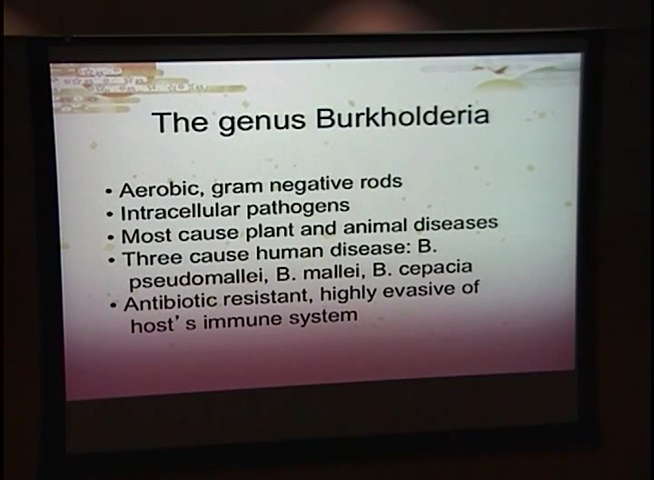 The genus Burkholderia
• Aerobic, gram negative rods
• Intracellular pathogens
• Most cause plant and animal diseases
• Three cause human disease: B.
pseudomallei, B. mallei, B. cepacia
• Antibiotic resistant, highly evasive of
host's immune system